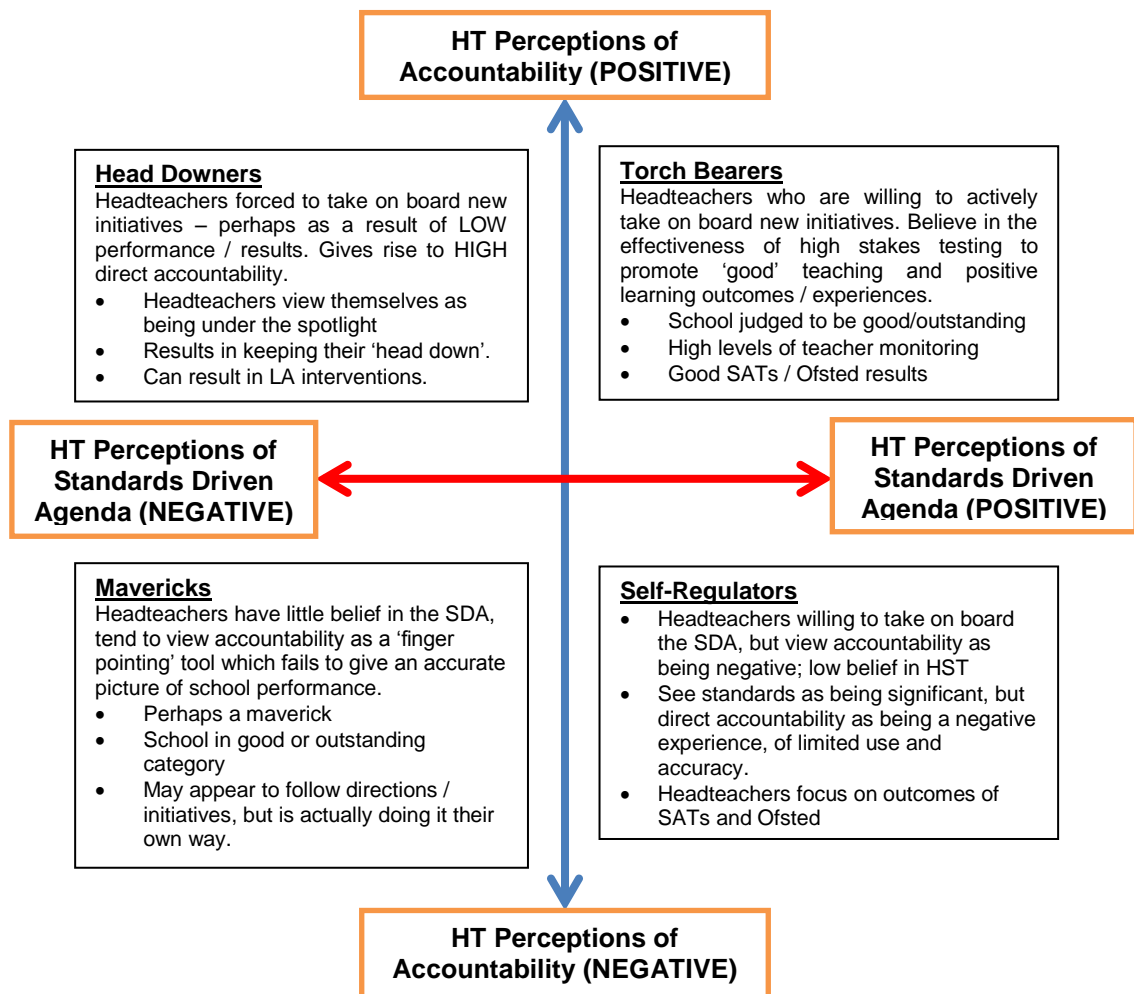 HT Perceptions of
Accountability (POSITIVE)
Head Downers
Headteachers forced to take on board new
initiatives – perhaps as a result of LOW
performance / results. Gives rise to HIGH
direct accountability.
• Headteachers view themselves as
being under the spotlight
• Results in keeping their ‘head down’.
• Can result in LA interventions.
Torch Bearers
Headteachers who are willing to actively
take on board new initiatives. Believe in the
effectiveness of high stakes testing to
promote ‘good’ teaching and positive
learning outcomes / experiences.
• School judged to be good/outstanding
• High levels of teacher monitoring
• Good SATs / Ofsted results
HT Perceptions of
Standards Driven
Agenda (NEGATIVE)
HT Perceptions of
Standards Driven
Agenda (POSITIVE)
Mavericks
Headteachers have little belief in the SDA,
tend to view accountability as a ‘finger
pointing’ tool which fails to give an accurate
picture of school performance.
• Perhaps a maverick
• School in good or outstanding
category
• May appear to follow directions /
initiatives, but is actually doing it their
own way.
Self-Regulators
• Headteachers willing to take on board
the SDA, but view accountability as
being negative; low belief in HST
• See standards as being significant, but
direct accountability as being a negative
experience, of limited use and
accuracy.
• Headteachers focus on outcomes of
SATs and Ofsted
HT Perceptions of
Accountability (NEGATIVE)